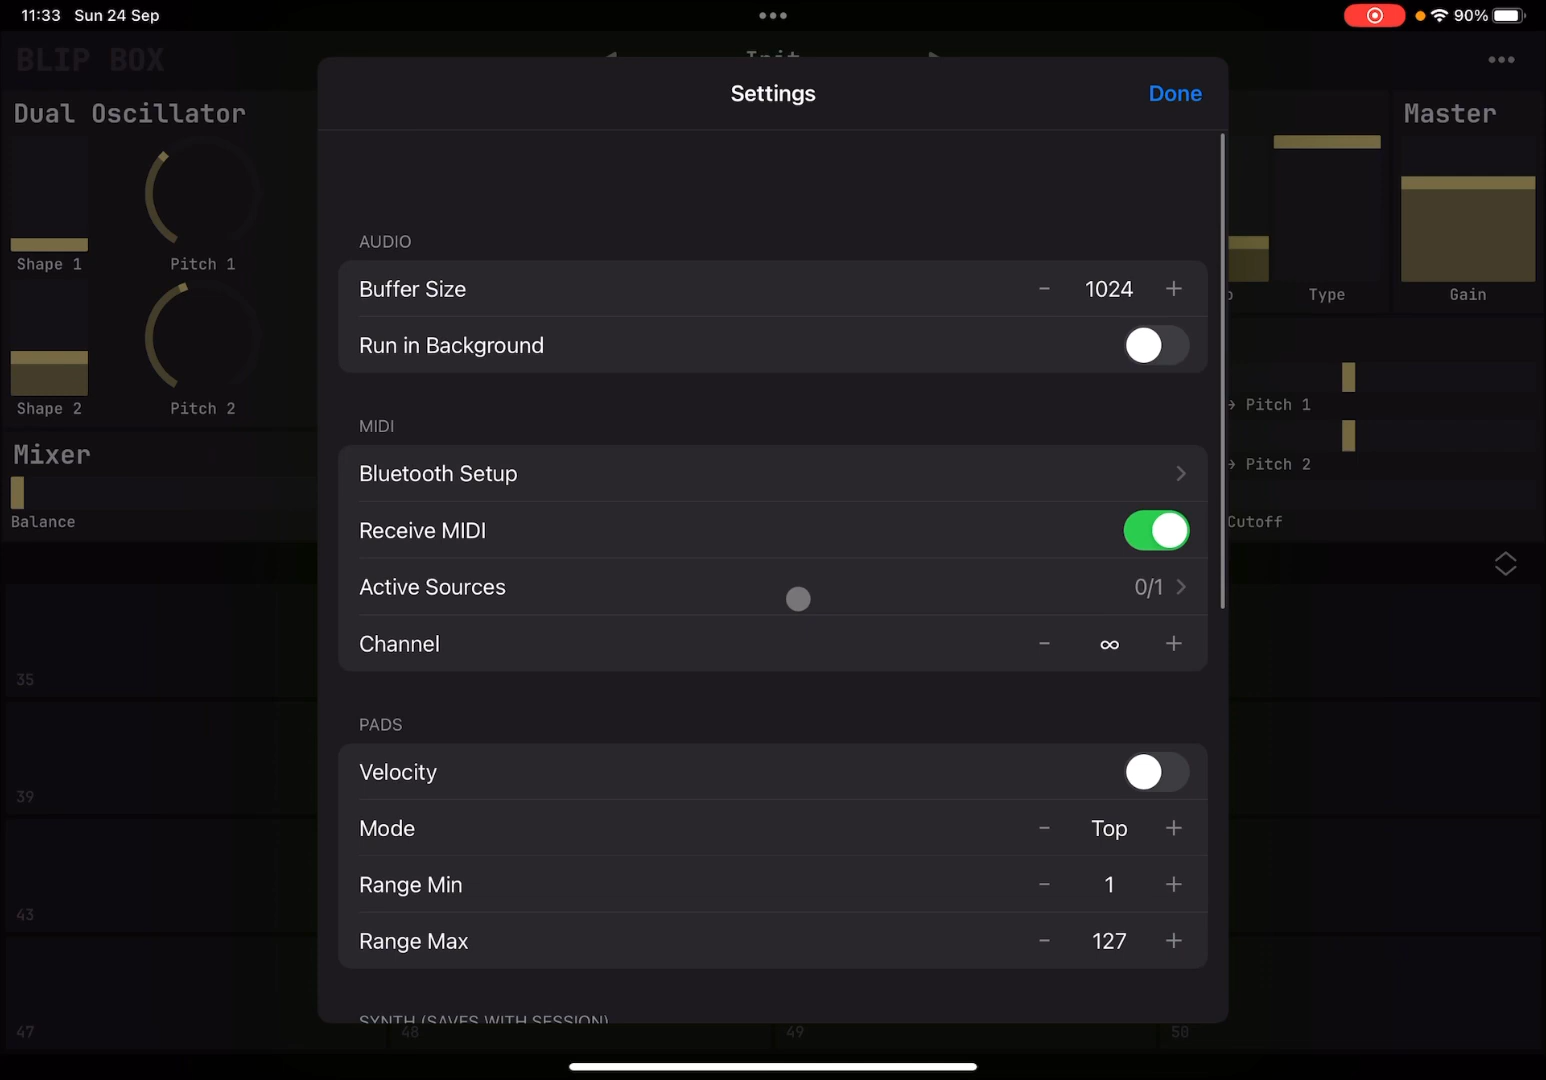 11:33 Sun 24 Sep
90%
BLIP BOX
Init
Settings
Done
Dual Oscillator
Master
Shape 1
Pitch 1
Type
Gain
Shape 2
Pitch 2
Mixer
Balance
→ Pitch 1
→ Pitch 2
Cutoff
AUDIO
Buffer Size - 1024 +
Run in Background
MIDI
Bluetooth Setup
Receive MIDI
Active Sources 0/1
Channel - ∞ +
PADS
Velocity
Mode - Top +
Range Min - 1 +
Range Max - 127 +
SYNTH (SAVES WITH SESSION)
35
39
43
47
48
49
50